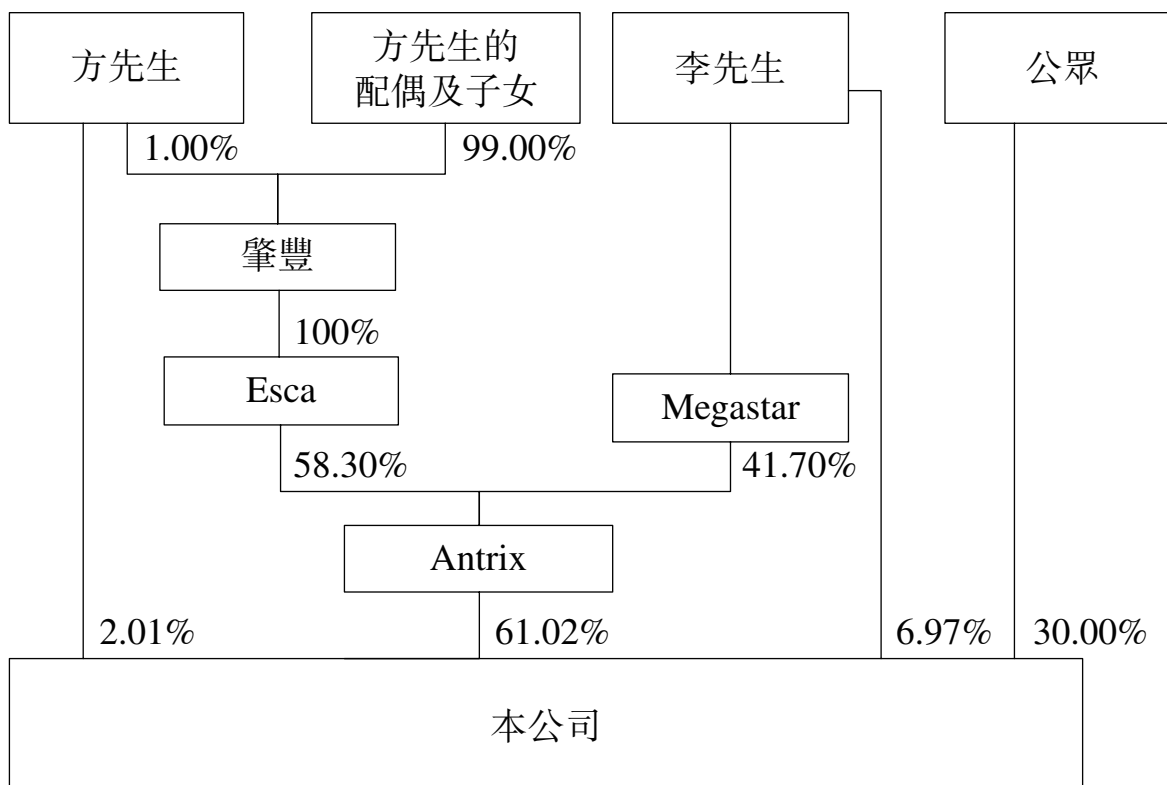 方先生
方先生的
配偶及子女
李先生
公眾
1.00%
99.00%
肇豐
100%
Esca
Megastar
58.30%
41.70%
Antrix
2.01%
61.02%
6.97%
30.00%
本公司